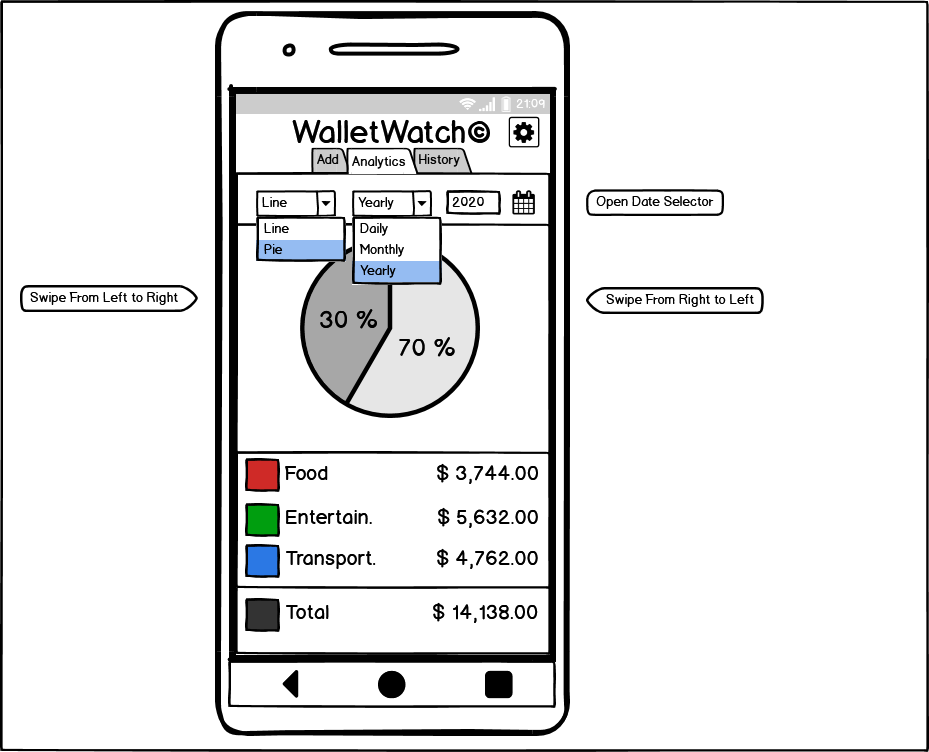 21:09
WalletWatch©
Add Analytics History
Line Yearly 2020
Open Date Selector
Line
Pie
Daily
Monthly
Yearly
Swipe From Left to Right
Swipe From Right to Left
30 %
70 %
Food $ 3,744.00
Entertain. $ 5,632.00
Transport. $ 4,762.00
Total $ 14,138.00